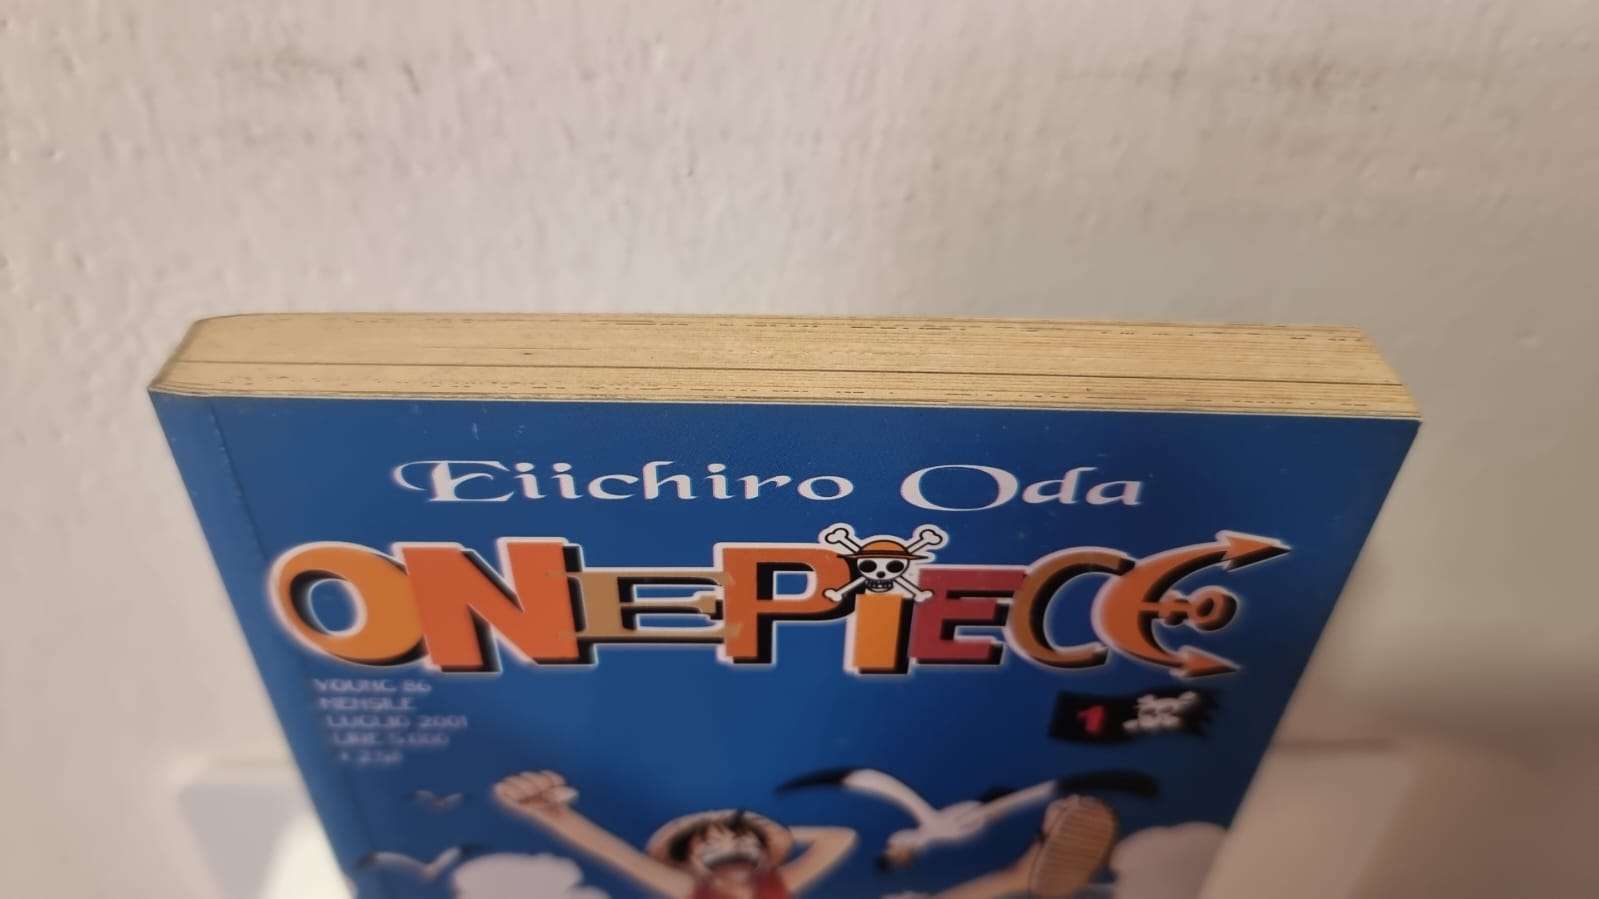 Eiichiro Oda
ONE PIECE
YOUNG 86
MENSILE
LUGLIO 2001
LIRE 5.000
1